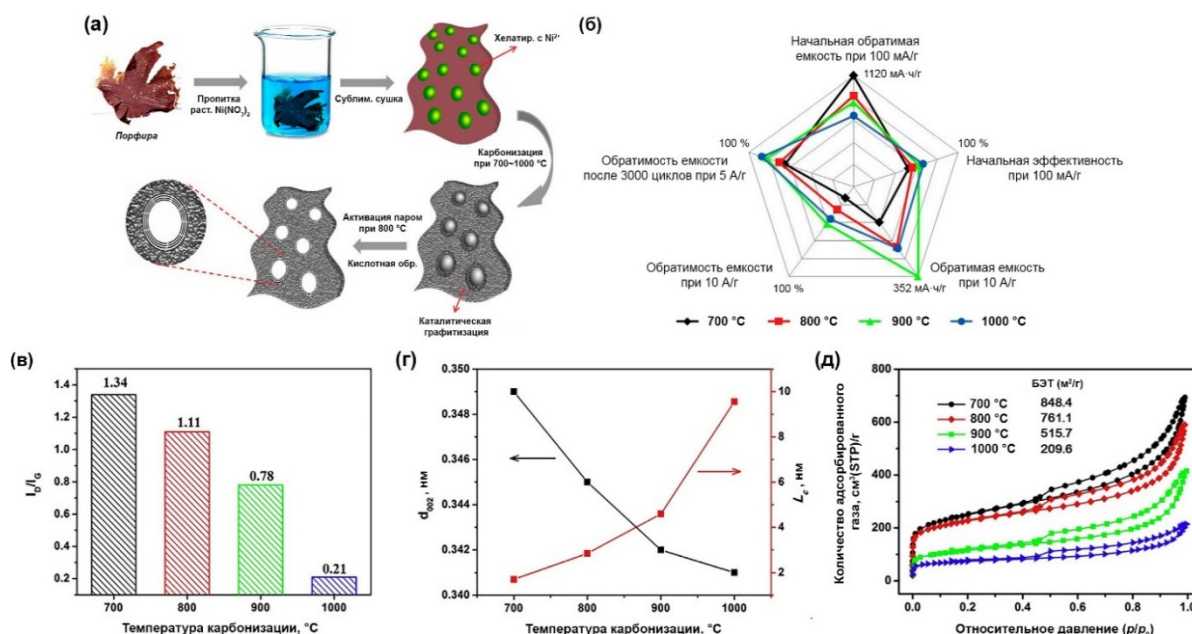 (а)
Порфира
Пропитка
раст. Ni(NO₃)₂
Сублим. сушка
Хелатир. с Ni²⁺
Карбонизация
при 700~1000 °C
Активация паром
при 800 °C
Кислотная обр.
Каталитическая
графитизация
(б)
Начальная обратимая
емкость при 100 мА/г
1120 мА·ч/г
100 %
Начальная эффективность
при 100 мА/г
Обратимая емкость
при 10 А/г
352 мА·ч/г
Обратимость емкости
при 10 А/г
100 %
100 %
Обратимость емкости
после 3000 циклов при 5 А/г
700 °C
800 °C
900 °C
1000 °C
(в)
I_D/I_G
1.4
1.2
1.0
0.8
0.6
0.4
0.2
1.34
1.11
0.78
0.21
700
800
900
1000
Температура карбонизации, °C
(г)
d₀₀₂, нм
0.350
0.348
0.346
0.344
0.342
0.340
10
8
6
4
2
L_c, нм
700
800
900
1000
Температура карбонизации, °C
(д)
Количество адсорбированного
газа, см³(STP)/г
800
600
400
200
0
БЭТ (м²/г)
700 °C 848.4
800 °C 761.1
900 °C 515.7
1000 °C 209.6
0.0
0.2
0.4
0.6
0.8
1.0
Относительное давление (p/p₀)